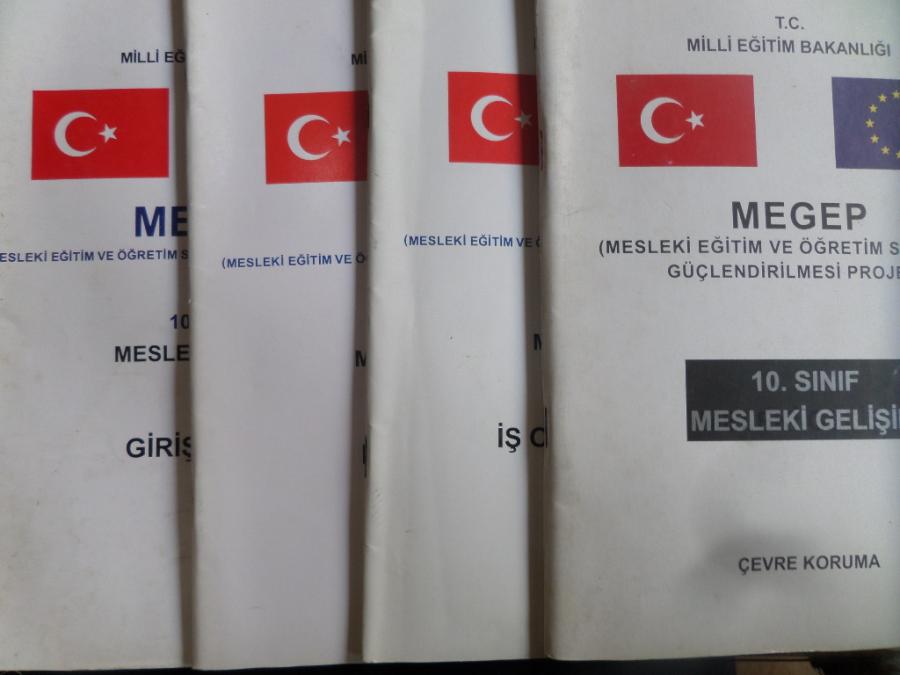 MİLLİ EĞ
ME
ESLEKİ EĞİTİM VE ÖĞRETİM S
10
MESLE
GİRİŞ
Mİ
(MESLEKİ EĞİTİM VE Ö
M
(MESLEKİ EĞİTİM VE Ö
İŞ
T.C.
MİLLİ EĞİTİM BAKANLIĞI
MEGEP
(MESLEKİ EĞİTİM VE ÖĞRETİM S
GÜÇLENDİRİLMESİ PROJE
10. SINIF
MESLEKİ GELİŞİ
ÇEVRE KORUMA